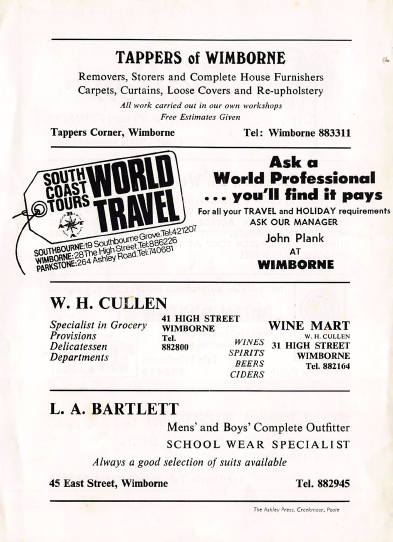 TAPPERS of WIMBORNE
Removers, Storers and Complete House Furnishers
Carpets, Curtains, Loose Covers and Re-upholstery
All work carried out in our own workshops
Free Estimates Given
Tappers Corner, Wimborne Tel: Wimborne 883311
SOUTH COAST TOURS
WORLD TRAVEL
SOUTHBOURNE: 19 Southbourne Grove. Tel: 421207
WIMBORNE: 28 The High Street. Tel: 886226
PARKSTONE: 264 Ashley Road. Tel: 740681
Ask a
World Professional
... you'll find it pays
For all your TRAVEL and HOLIDAY requirements
ASK OUR MANAGER
John Plank
AT
WIMBORNE
W. H. CULLEN
Specialist in Grocery
Provisions
Delicatessen
Departments
41 HIGH STREET
WIMBORNE
Tel.
882800
WINES
SPIRITS
BEERS
CIDERS
WINE MART
W. H. CULLEN
31 HIGH STREET
WIMBORNE
Tel. 882164
L. A. BARTLETT
Mens' and Boys' Complete Outfitter
SCHOOL WEAR SPECIALIST
Always a good selection of suits available
45 East Street, Wimborne Tel. 882945
The Ashley Press, Creekmoor, Poole